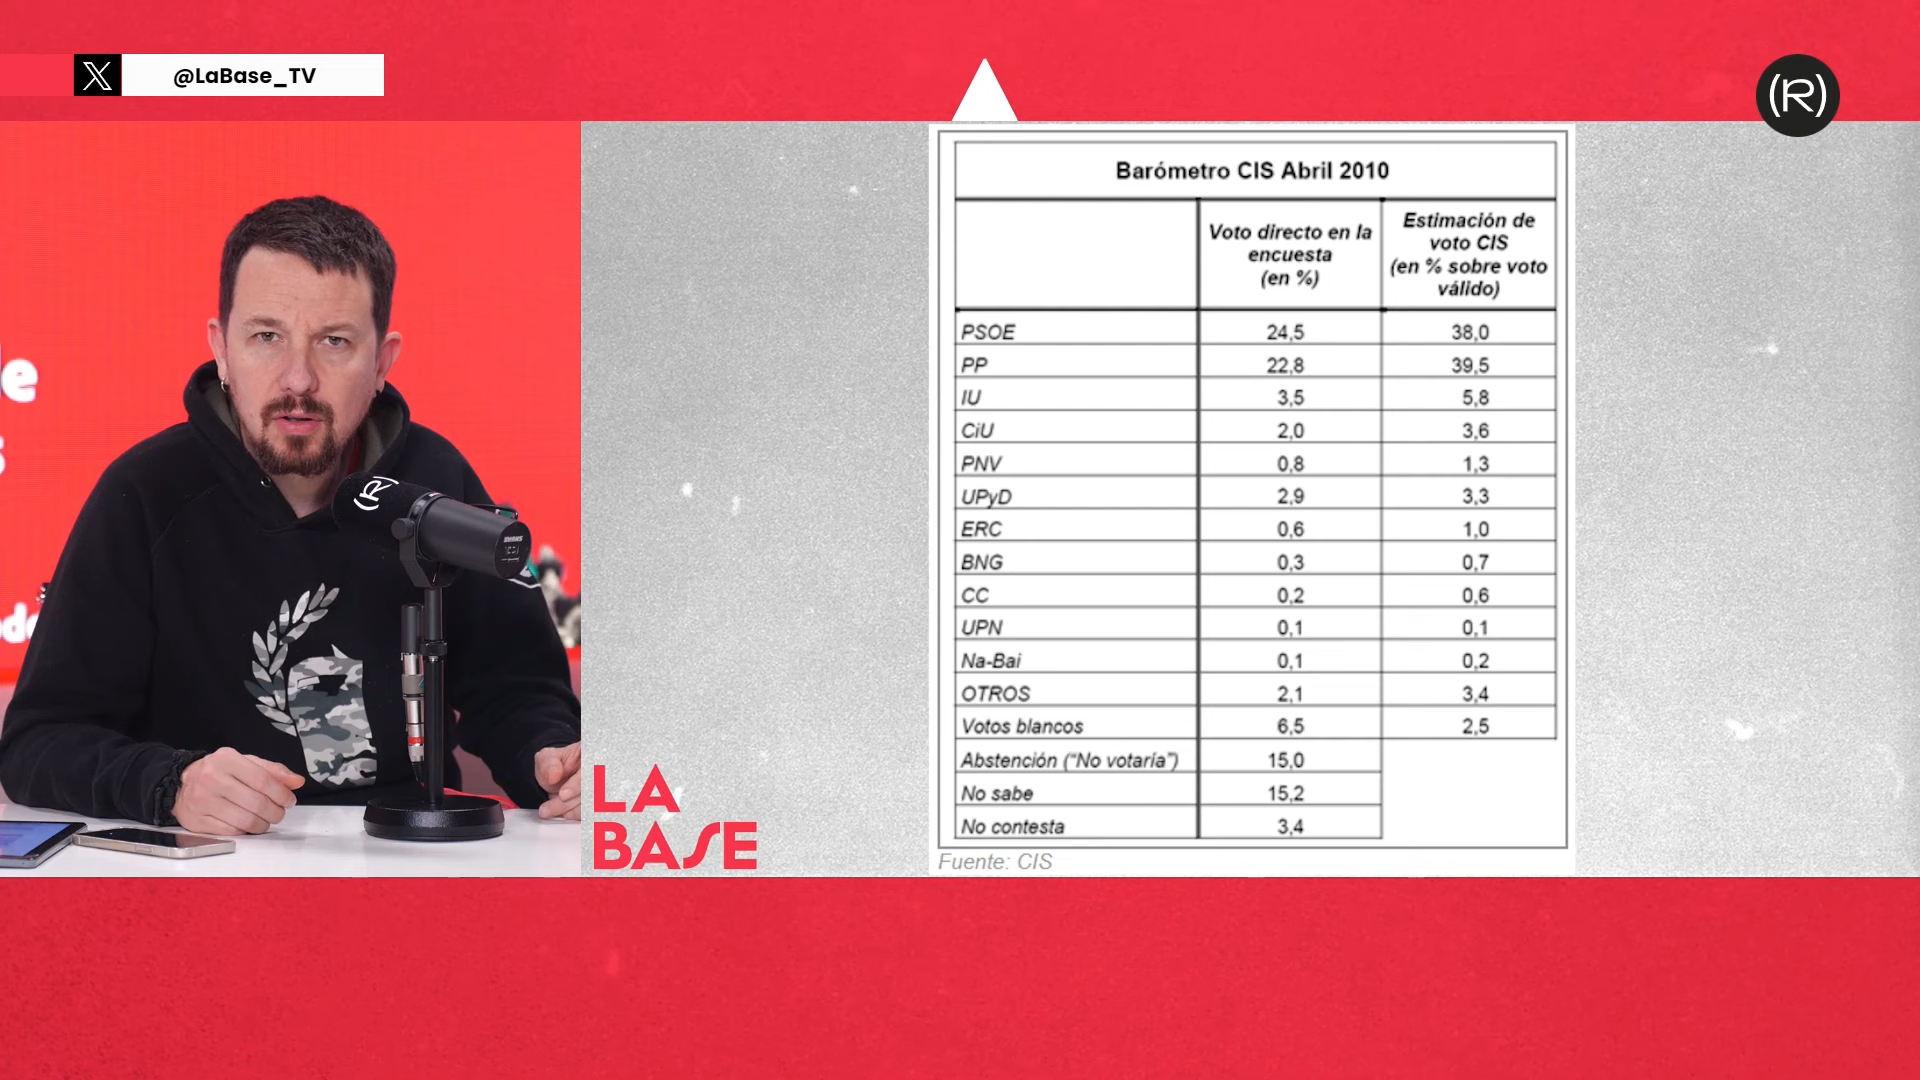 @LaBase_TV
(R)
Barómetro CIS Abril 2010
Voto directo en la encuesta (en %)
Estimación de voto CIS (en % sobre voto válido)
PSOE 24,5 38,0
PP 22,8 39,5
IU 3,5 5,8
CiU 2,0 3,6
PNV 0,8 1,3
UPyD 2,9 3,3
ERC 0,6 1,0
BNG 0,3 0,7
CC 0,2 0,6
UPN 0,1 0,1
Na-Bai 0,1 0,2
OTROS 2,1 3,4
Votos blancos 6,5 2,5
Abstención (“No votaría”) 15,0
No sabe 15,2
No contesta 3,4
Fuente: CIS
(R)
LA
BASE